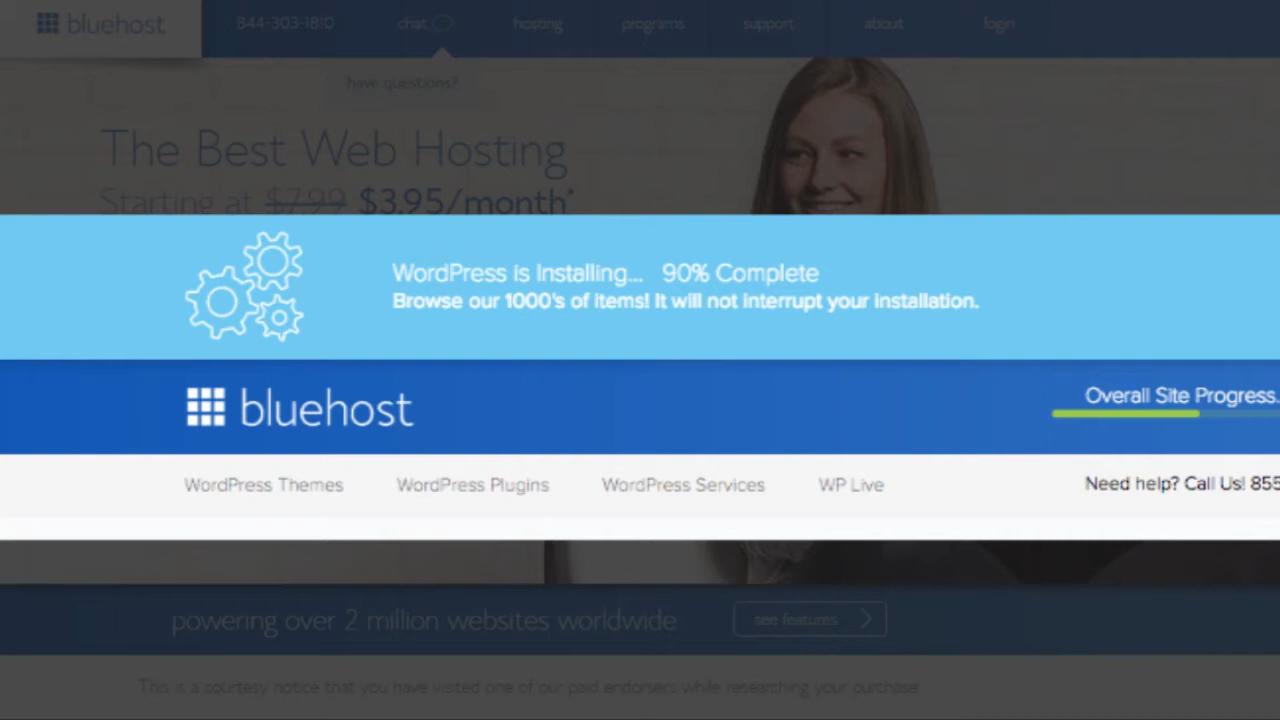 bluehost 844-303-1810 chat hosting programs support about login
have questions?
The Best Web Hosting
Starting at $7.99 $3.95/month*
WordPress is Installing... 90% Complete
Browse our 1000's of items! It will not interrupt your installation.
bluehost
Overall Site Progress.
WordPress Themes WordPress Plugins WordPress Services WP Live Need help? Call Us! 855
powering over 2 million websites worldwide see features
This is a courtesy notice that you have visited one of our paid endorsers while researching your purchase